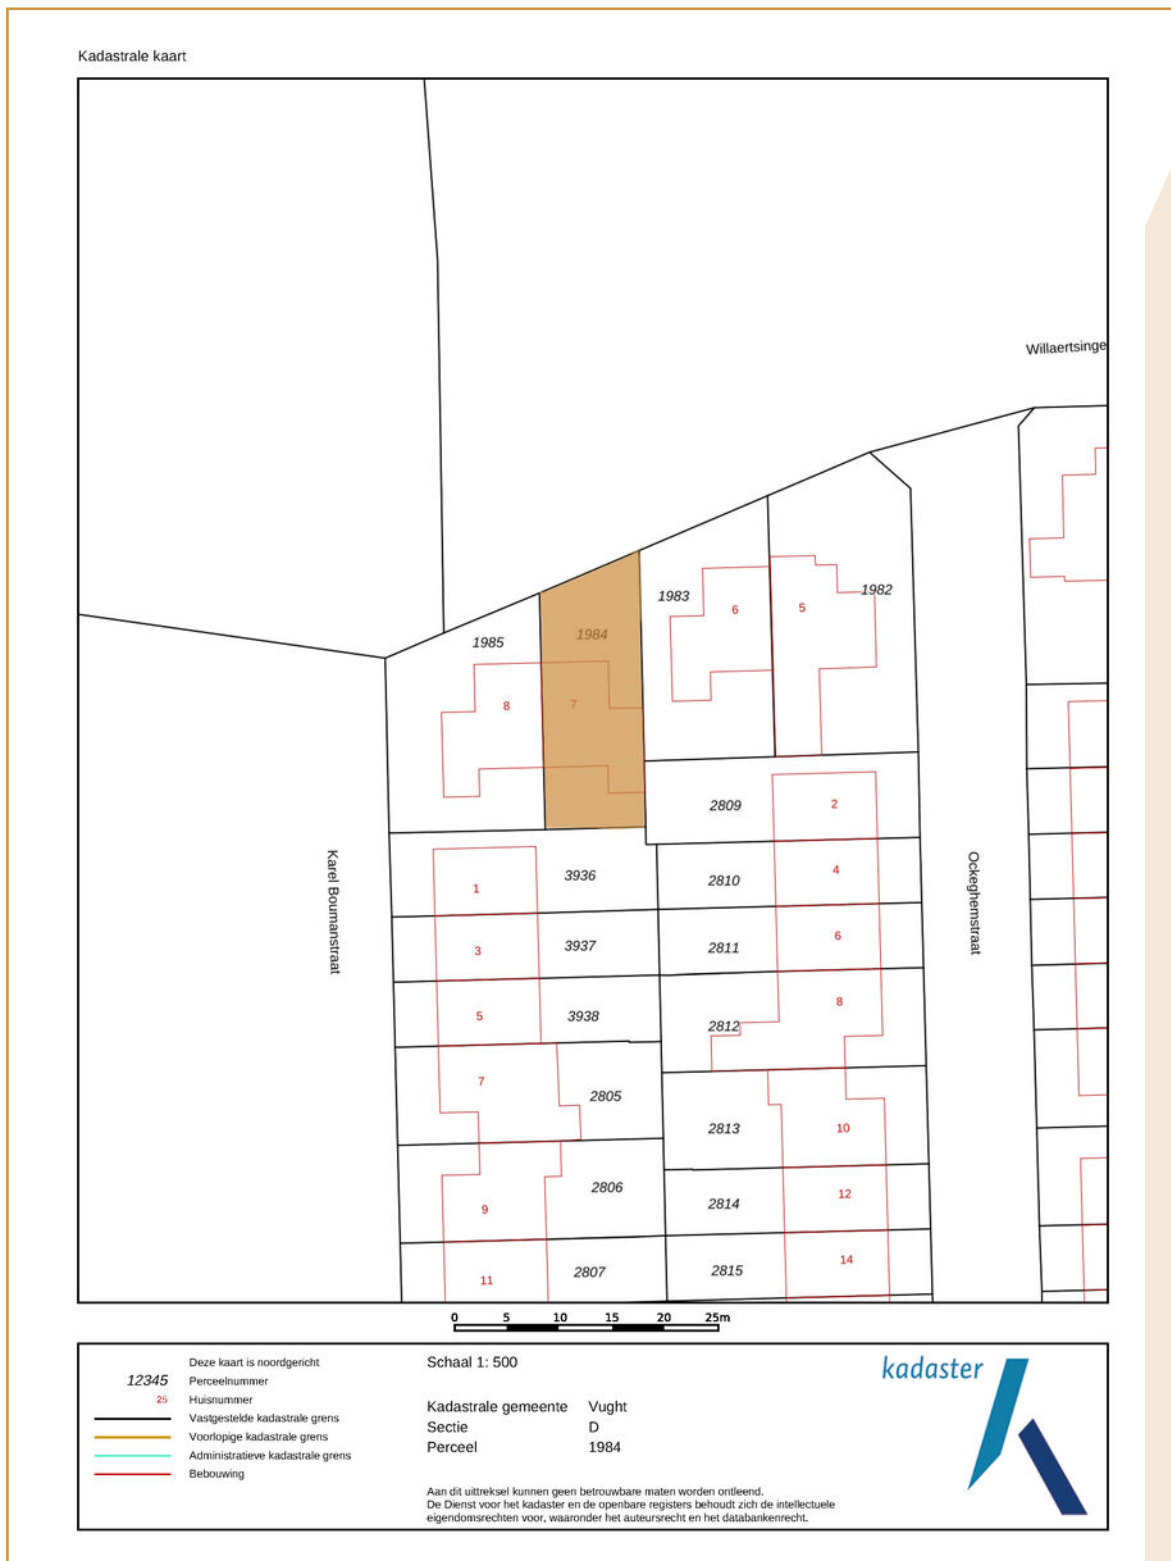 Kadastrale kaart
Willaertsinge
1983
6
5
1982
1985
1984
8
7
2809
2
Karel Boumanstraat
Ockeghemstraat
1
3936
2810
4
3
3937
2811
6
5
3938
2812
8
7
2805
2813
10
9
2806
2814
12
11
2807
2815
14
0 5 10 15 20 25m
Deze kaart is noordgericht
12345 Perceelnummer
25 Huisnummer
Vastgestelde kadastrale grens
Voorlopige kadastrale grens
Administratieve kadastrale grens
Bebouwing
Schaal 1: 500
Kadastrale gemeente Vught
Sectie D
Perceel 1984
Aan dit uittreksel kunnen geen betrouwbare maten worden ontleend.
De Dienst voor het kadaster en de openbare registers behoudt zich de intellectuele
eigendomsrechten voor, waaronder het auteursrecht en het databankenrecht.
kadaster